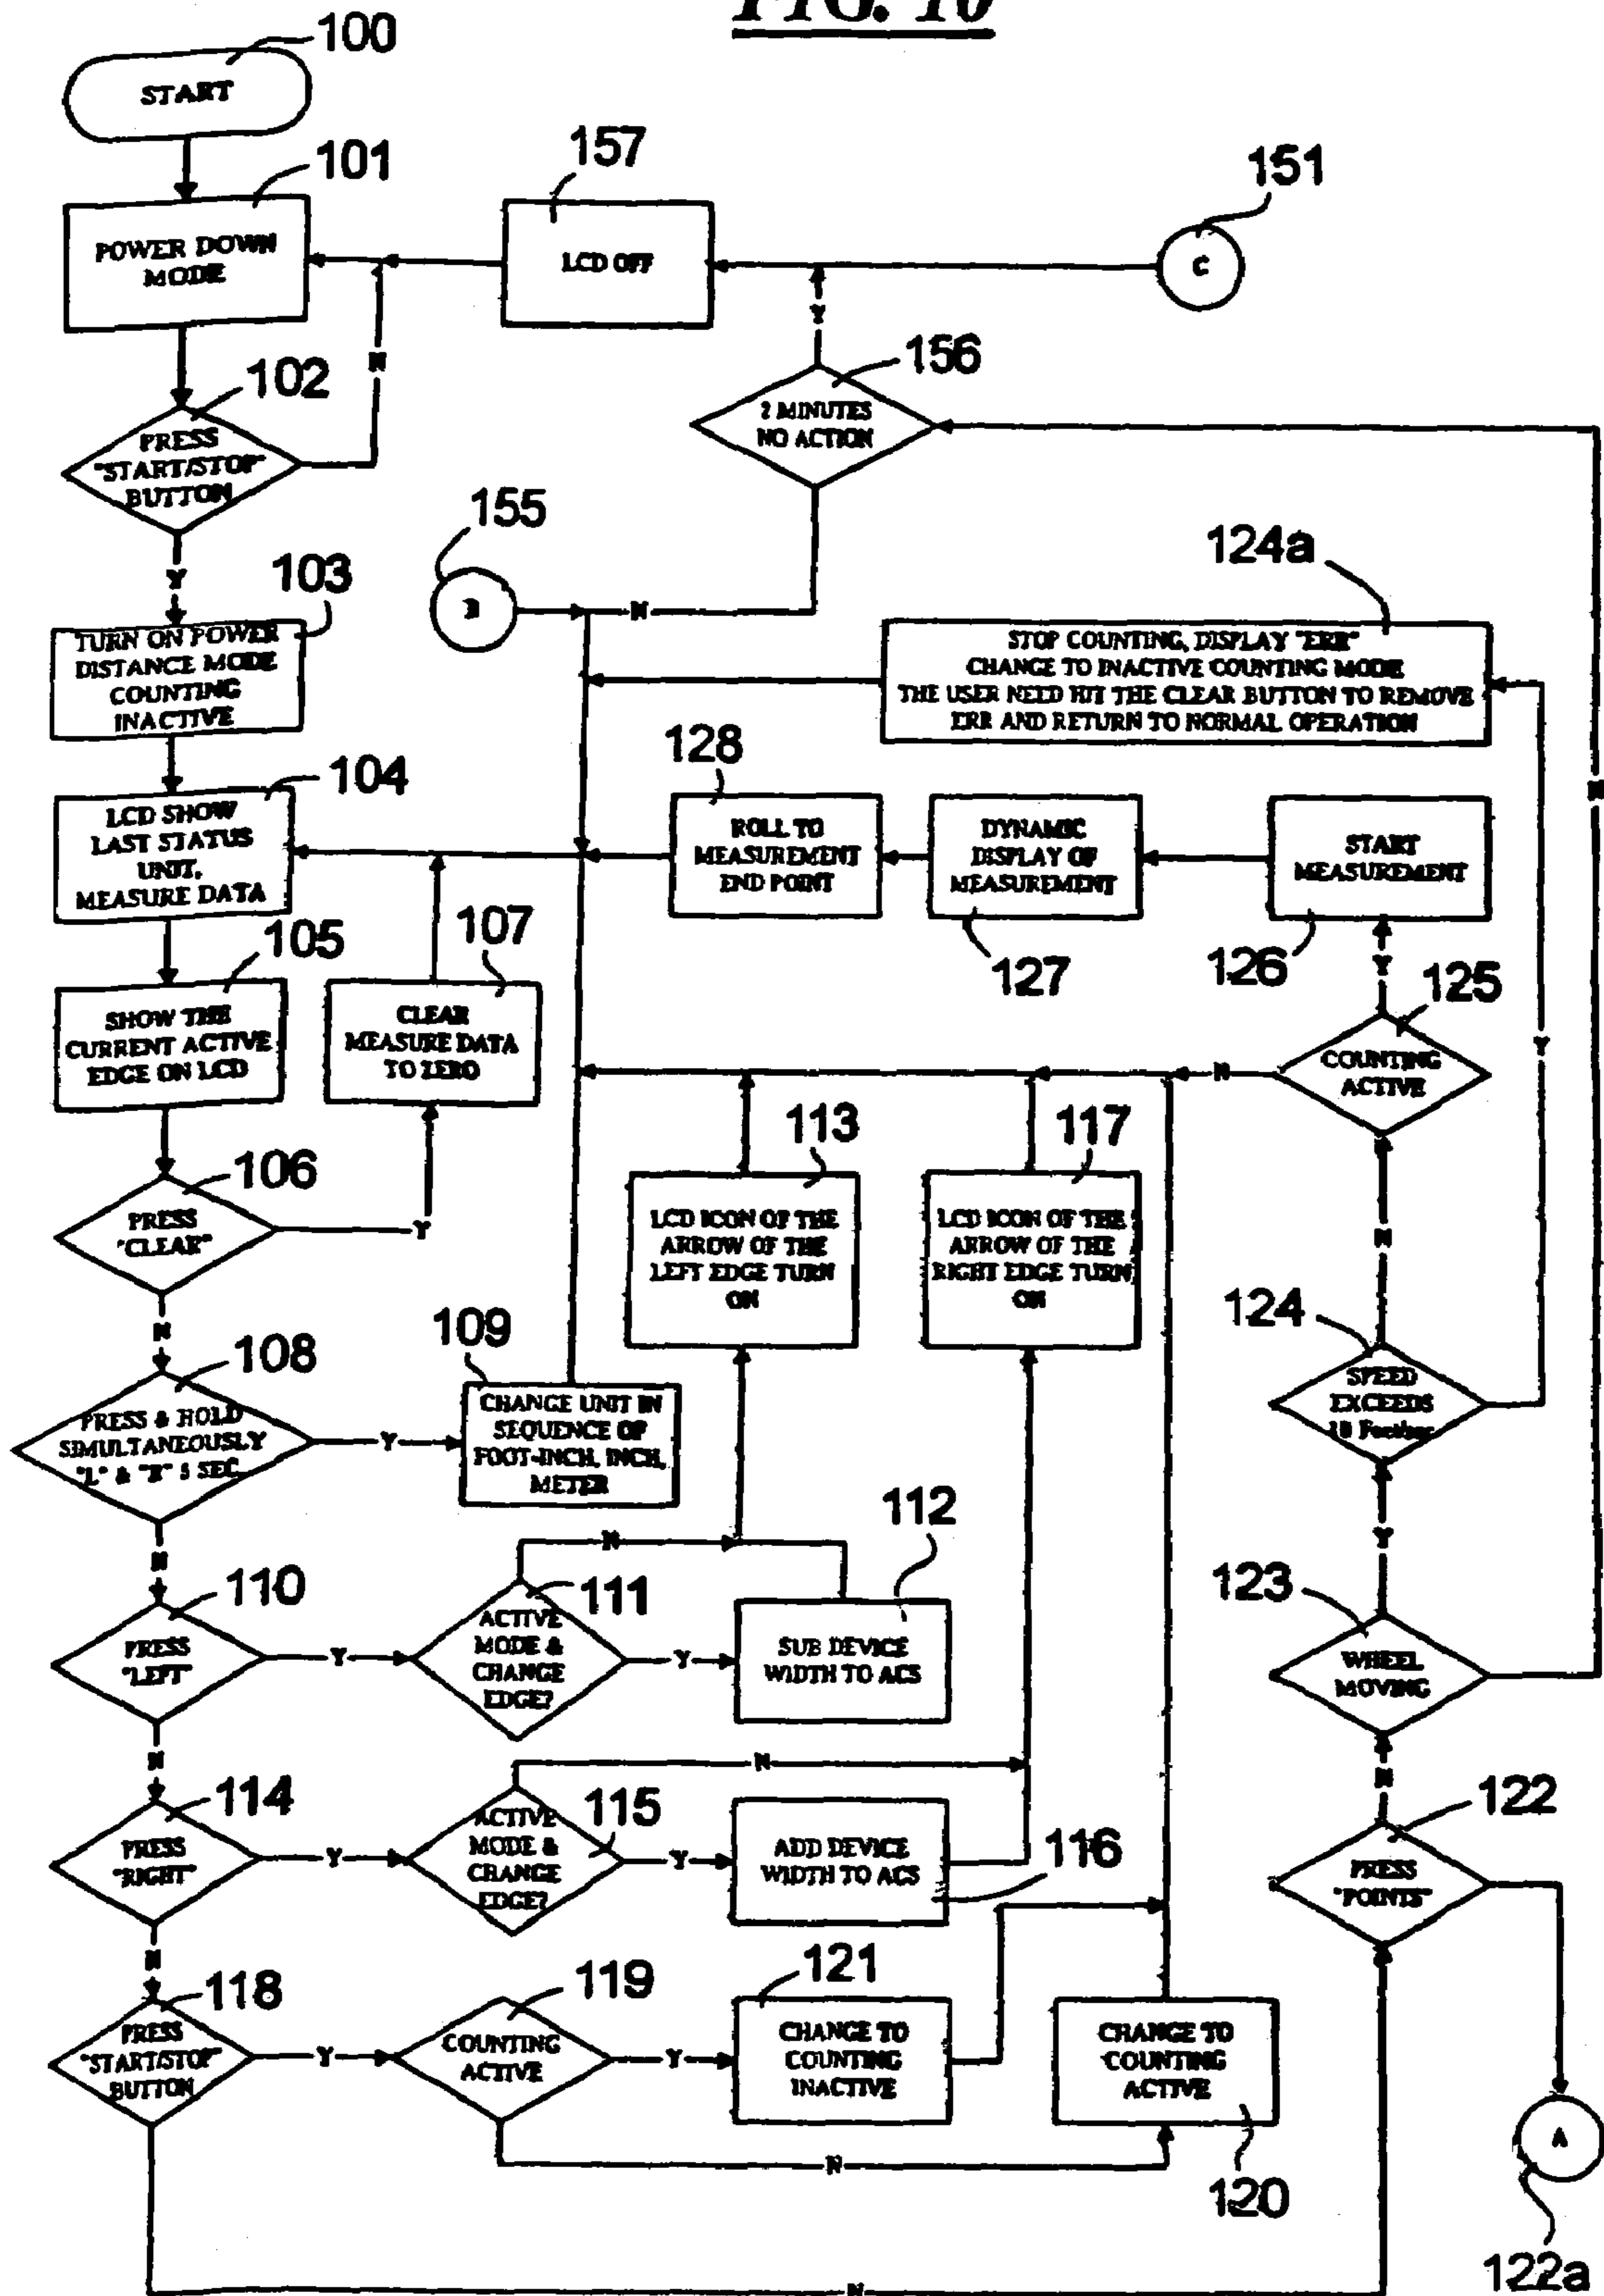 FIG. 10
100
START
101
POWER DOWN
MODE
157
LCD OFF
151
C
N
Y
156
2 MINUTES
NO ACTION
102
PRESS
"START/STOP"
BUTTON
Y
155
N
124a
STOP COUNTING, DISPLAY "ERR"
CHANGE TO INACTIVE COUNTING MODE
THE USER NEED HIT THE CLEAR BUTTON TO REMOVE
ERR AND RETURN TO NORMAL OPERATION
103
TURN ON POWER
DISTANCE MODE
COUNTING
INACTIVE
N
104
LCD SHOW
LAST STATUS
UNIT,
MEASURE DATA
128
ROLL TO
MEASUREMENT
END POINT
DYNAMIC
DISPLAY OF
MEASUREMENT
127
START
MEASUREMENT
126
Y
105
SHOW THE
CURRENT ACTIVE
EDGE ON LCD
107
CLEAR
MEASURE DATA
TO ZERO
125
COUNTING
ACTIVE
N
Y
106
PRESS
"CLEAR"
Y
N
113
LCD ICON OF THE
ARROW OF THE
LEFT EDGE TURN
ON
117
LCD ICON OF THE
ARROW OF THE
RIGHT EDGE TURN
ON
N
124
SPEED
EXCEEDS
108
PRESS & HOLD
SIMULTANEOUSLY
"L" & "R" 5 SEC.
Y
109
CHANGE UNIT IN
SEQUENCE OF
FOOT-INCH, INCH,
METER
Y
N
110
PRESS
"LEFT"
Y
N
111
ACTIVE
MODE &
CHANGE
EDGE?
Y
112
SUB DEVICE
WIDTH TO ACS
123
WHEEL
MOVING
N
N
114
PRESS
"RIGHT"
Y
N
115
ACTIVE
MODE &
CHANGE
EDGE?
Y
ADD DEVICE
WIDTH TO ACS
116
122
PRESS
"POINTS"
N
118
PRESS
"START/STOP"
BUTTON
Y
119
COUNTING
ACTIVE
Y
121
CHANGE TO
COUNTING
INACTIVE
CHANGE TO
COUNTING
ACTIVE
120
N
A
122a
N